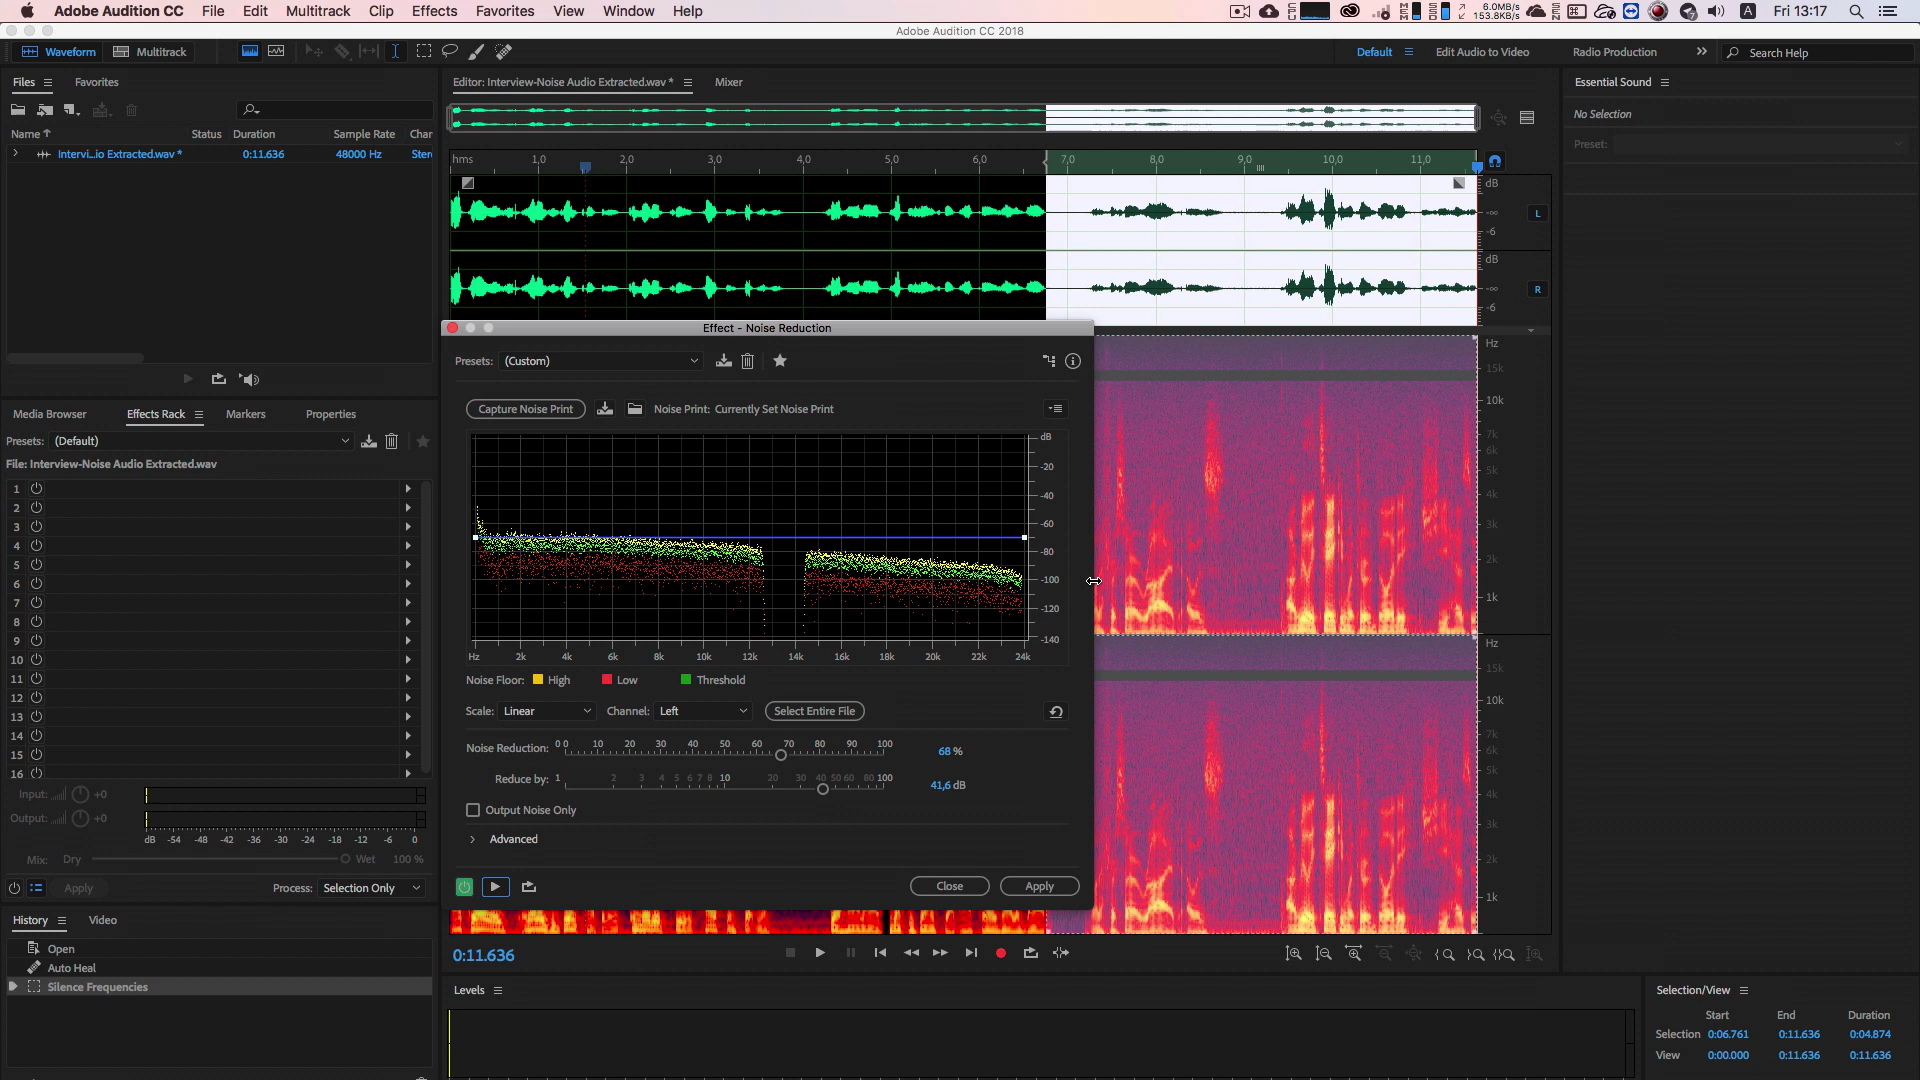 Adobe Audition CC File Edit Multitrack Clip Effects Favorites View Window Help 6.0MB/s 153.8KB/s A Fri 13:17
Adobe Audition CC 2018
Waveform Multitrack Default Edit Audio to Video Radio Production Search Help
Files Favorites
Editor: Interview-Noise Audio Extracted.wav * Mixer
Essential Sound
No Selection
Preset:
Name Status Duration Sample Rate Char
Intervi...io Extracted.wav * 0:11.636 48000 Hz Ster
hms 1,0 2,0 3,0 4,0 5,0 6,0 7,0 8,0 9,0 10,0 11,0
dB
-∞
-6
L
dB
-∞
-6
R
Effect - Noise Reduction
Presets: (Custom)
Capture Noise Print Noise Print: Currently Set Noise Print
dB
-20
-40
-60
-80
-100
-120
-140
Hz 2k 4k 6k 8k 10k 12k 14k 16k 18k 20k 22k 24k
Noise Floor: High Low Threshold
Scale: Linear Channel: Left Select Entire File
Noise Reduction: 0 0 10 20 30 40 50 60 70 80 90 100 68 %
Reduce by: 1 2 3 4 5 6 7 8 10 20 30 40 50 60 80 100 41,6 dB
Output Noise Only
Advanced
Close Apply
Hz
15k
10k
7k
6k
5k
4k
3k
2k
1k
Hz
15k
10k
7k
6k
5k
4k
3k
2k
1k
Media Browser Effects Rack Markers Properties
Presets: (Default)
File: Interview-Noise Audio Extracted.wav
1
2
3
4
5
6
7
8
9
10
11
12
13
14
15
16
Input: +0
Output: +0
dB -54 -48 -42 -36 -30 -24 -18 -12 -6 0
Mix: Dry Wet 100 %
Apply Process: Selection Only
History Video
Open
Auto Heal
Silence Frequencies
0:11.636
Levels
Selection/View
Start End Duration
Selection 0:06.761 0:11.636 0:04.874
View 0:00.000 0:11.636 0:11.636